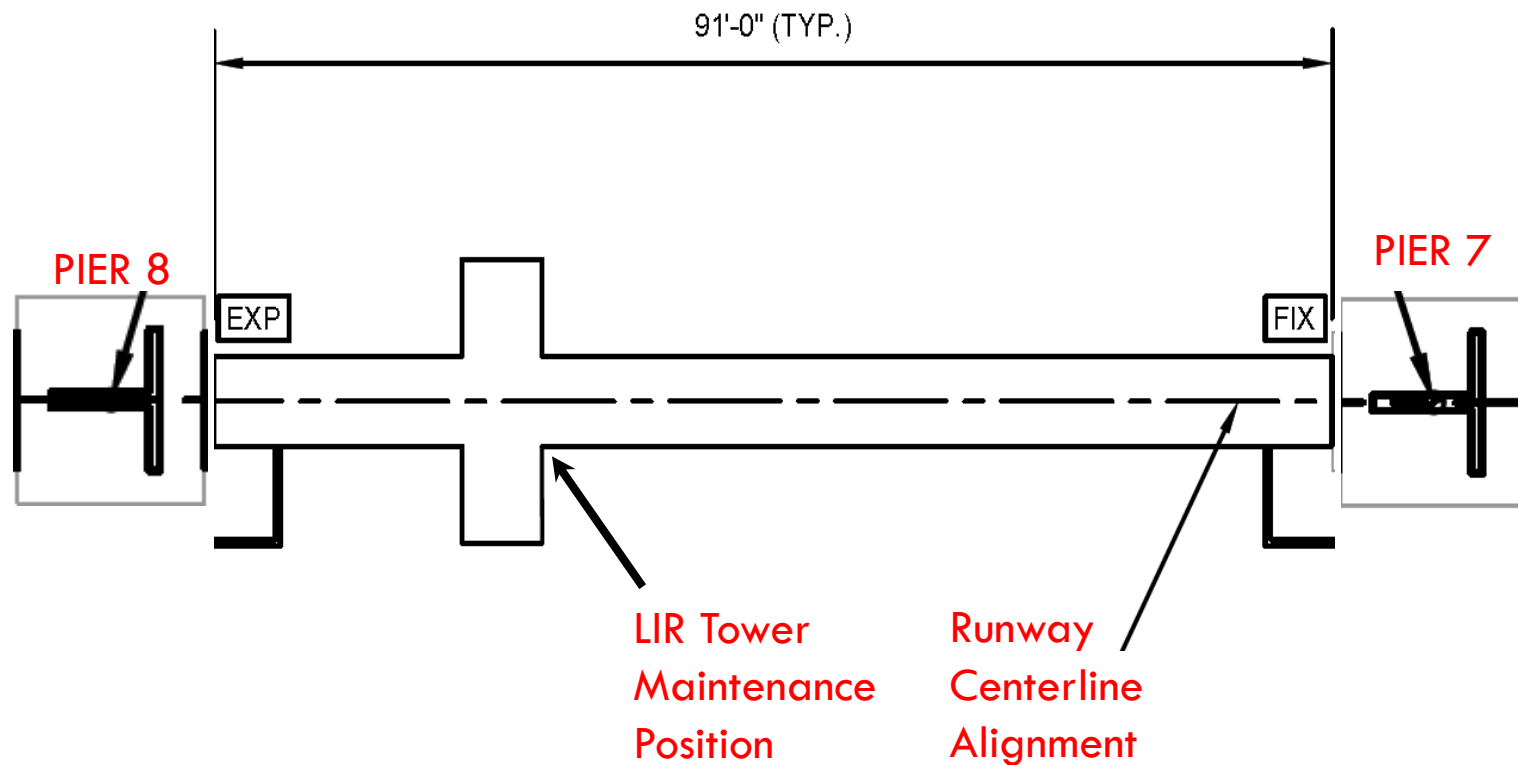 91'-0" (TYP.)
PIER 8
PIER 7
EXP
FIX
LIR Tower
Maintenance
Position
Runway
Centerline
Alignment